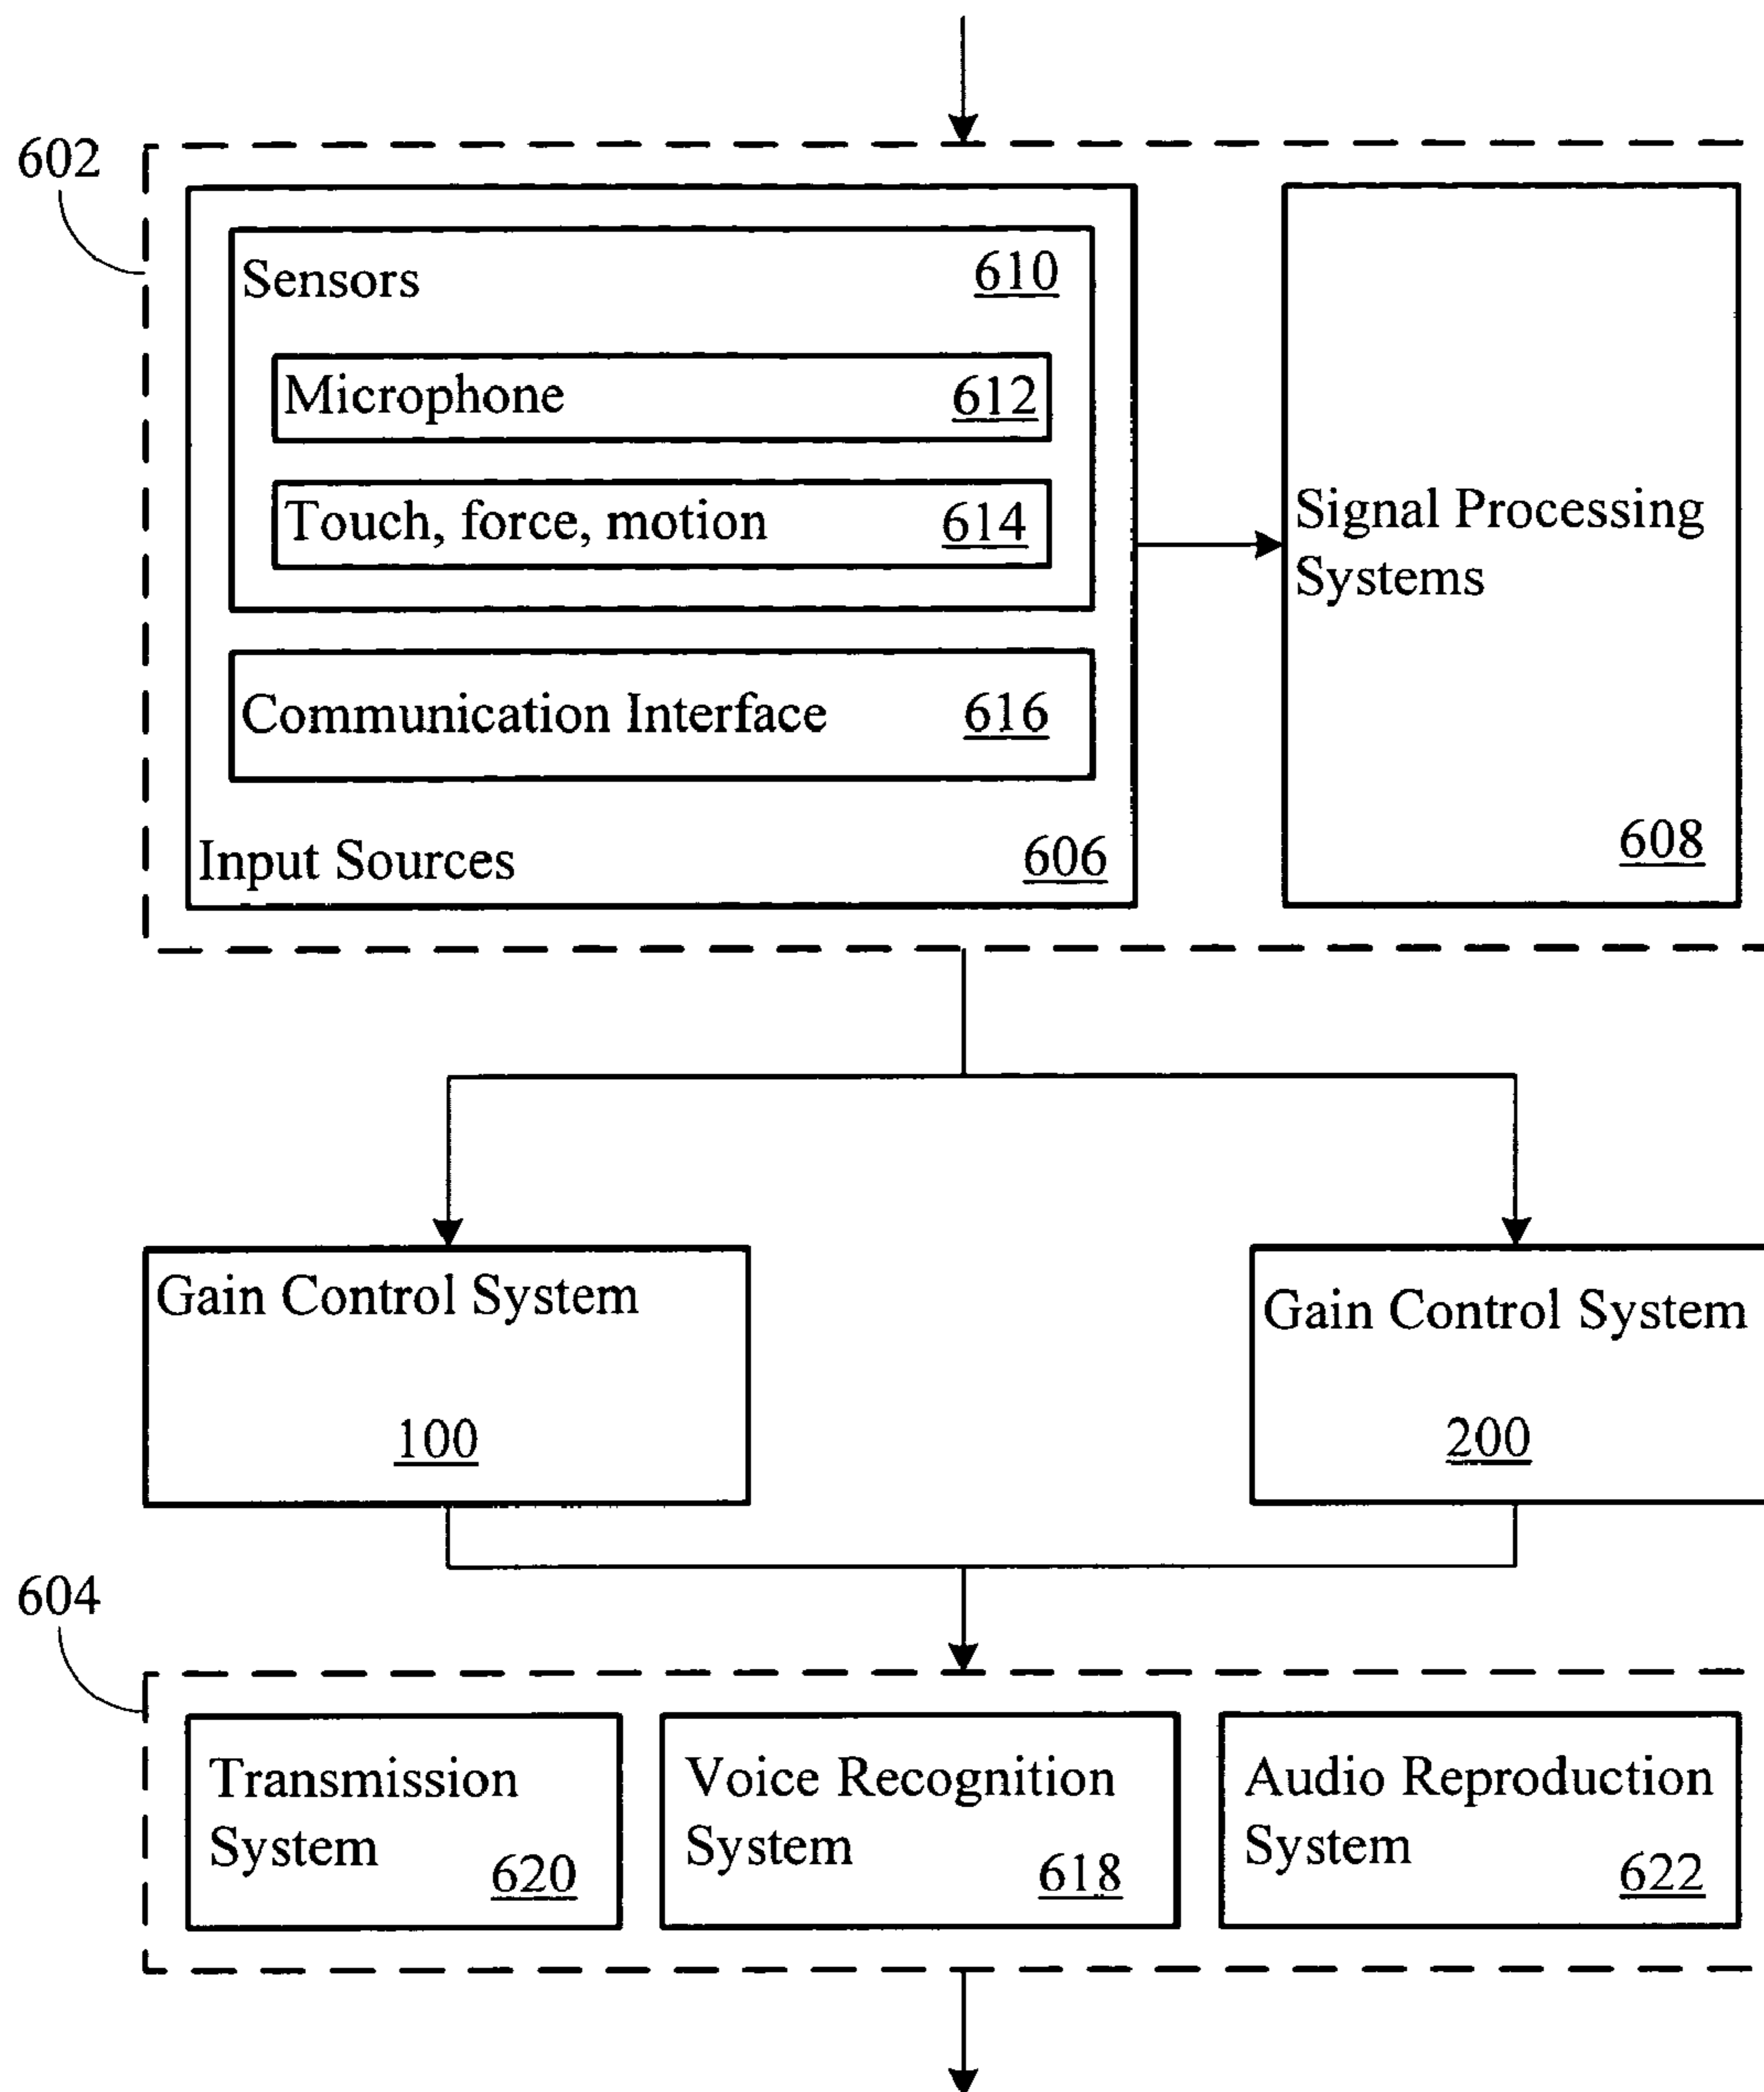 602
Sensors 610
Microphone 612
Touch, force, motion 614
Communication Interface 616
Input Sources 606
Signal Processing
Systems
608
Gain Control System
100
Gain Control System
200
604
Transmission
System
620
Voice Recognition
System
618
Audio Reproduction
System
622